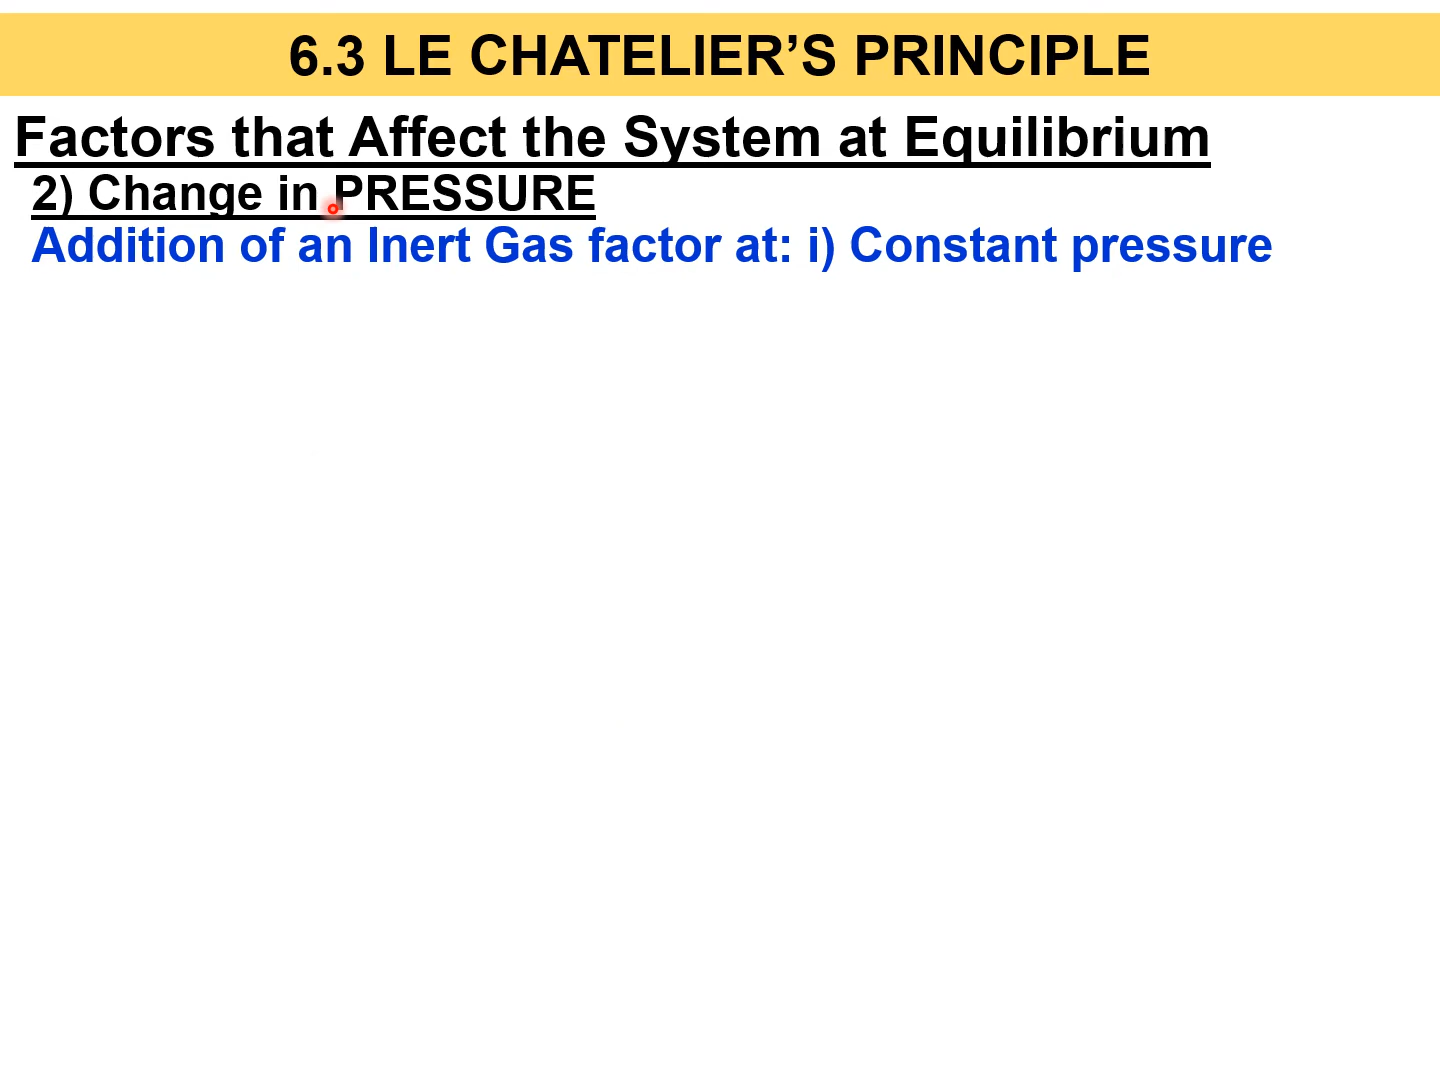 6.3 LE CHATELIER’S PRINCIPLE
Factors that Affect the System at Equilibrium
2) Change in PRESSURE
Addition of an Inert Gas factor at: i) Constant pressure